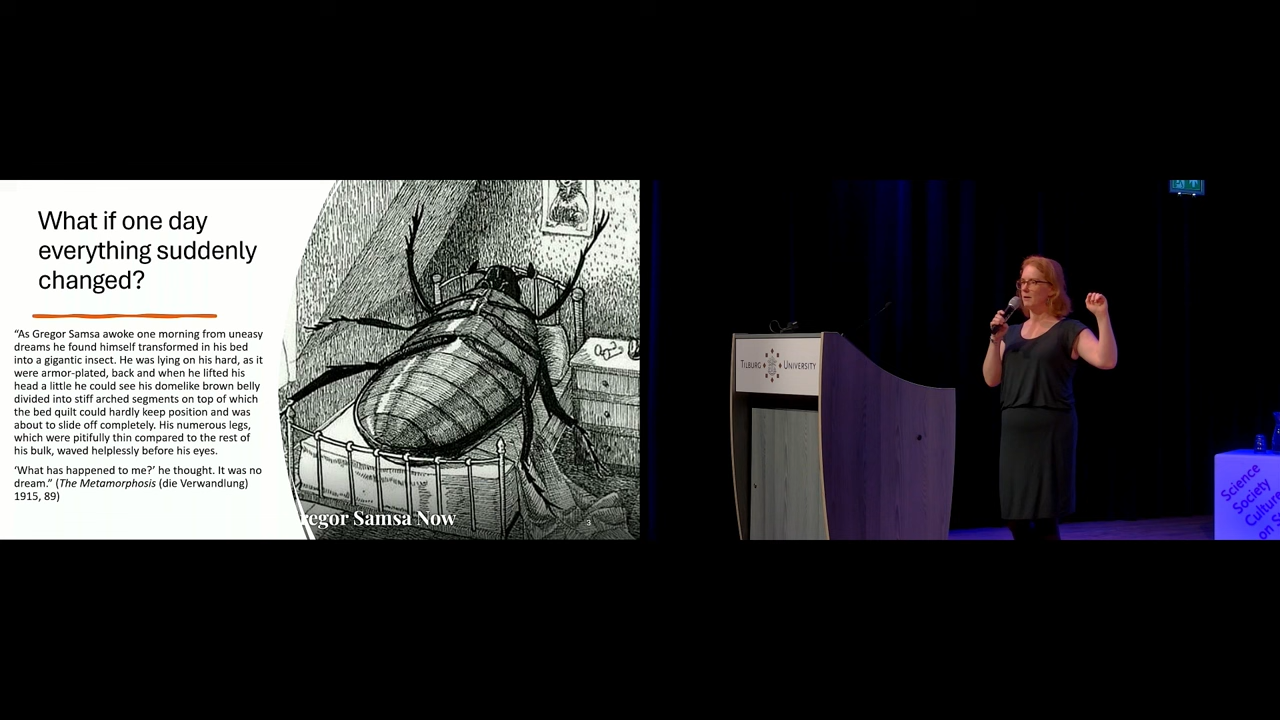 What if one day
everything suddenly
changed?
“As Gregor Samsa awoke one morning from uneasy
dreams he found himself transformed in his bed
into a gigantic insect. He was lying on his hard, as it
were armor-plated, back and when he lifted his
head a little he could see his domelike brown belly
divided into stiff arched segments on top of which
the bed quilt could hardly keep position and was
about to slide off completely. His numerous legs,
which were pitifully thin compared to the rest of
his bulk, waved helplessly before his eyes.
‘What has happened to me?’ he thought. It was no
dream.” (The Metamorphosis (die Verwandlung)
1915, 89)
regor Samsa Now
3
TILBURG UNIVERSITY
Science
Society
Culture
on S